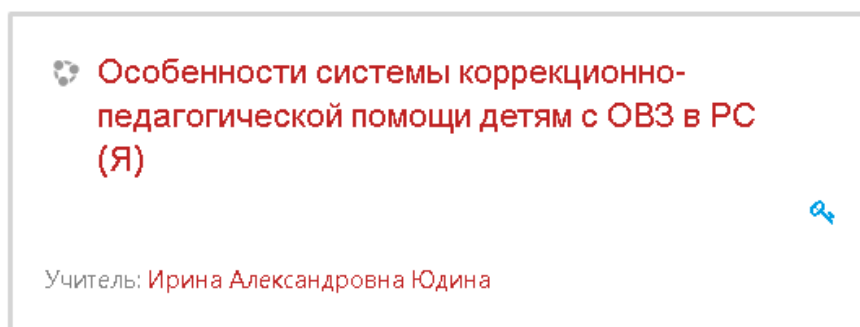 Особенности системы коррекционно-
педагогической помощи детям с ОВЗ в РС
(Я)
Учитель: Ирина Александровна Юдина